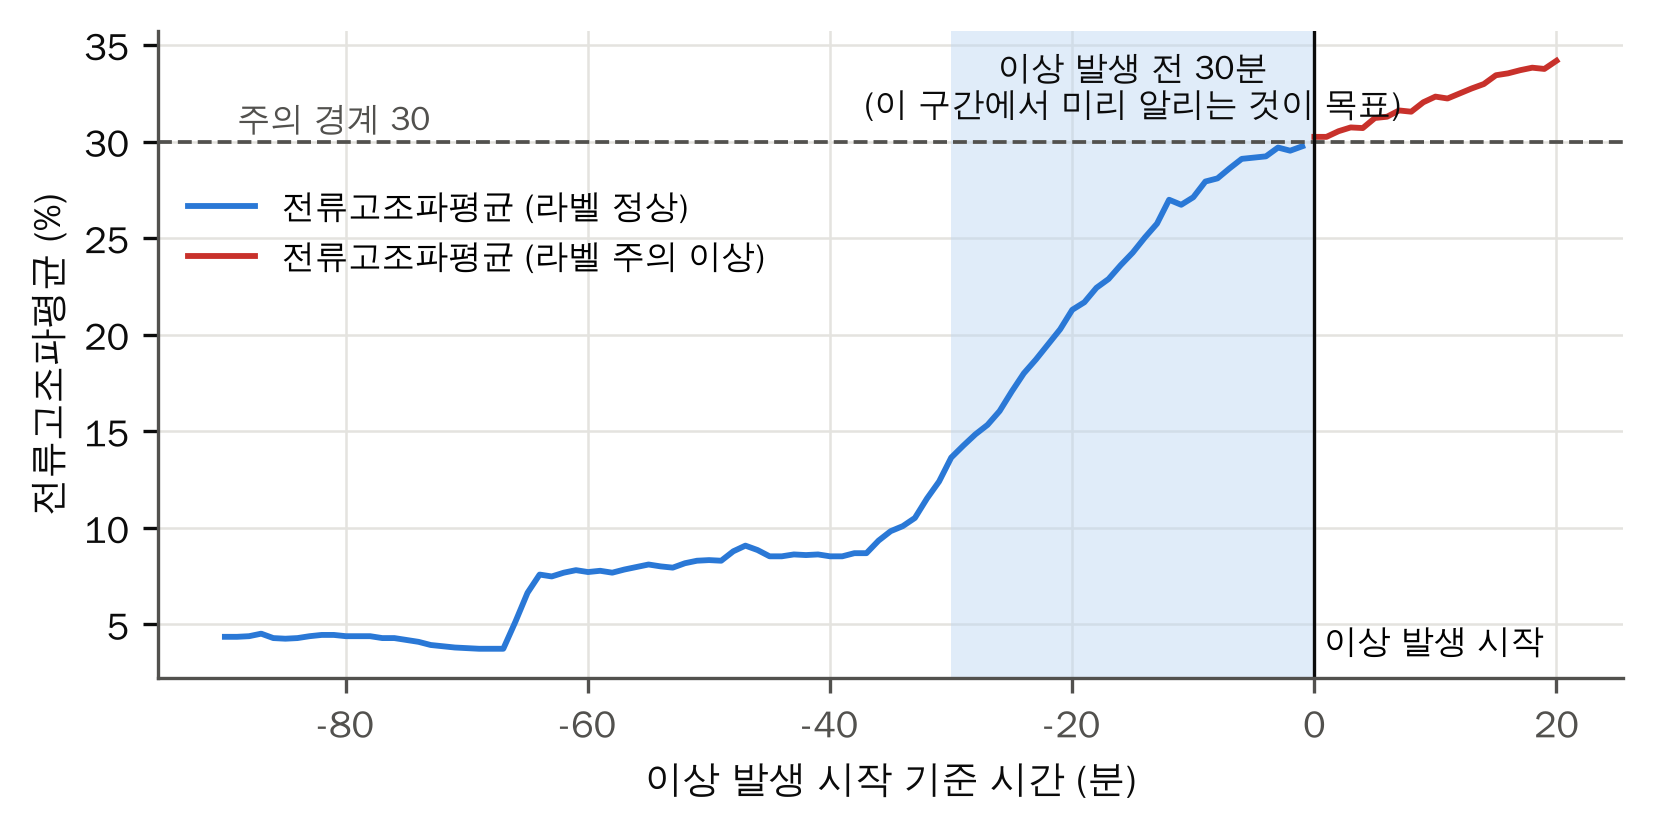 이상 발생 전 30분
(이 구간에서 미리 알리는 것이 목표)
주의 경계 30
전류고조파평균 (라벨 정상)
전류고조파평균 (라벨 주의 이상)
이상 발생 시작
전류고조파평균 (%)
35
30
25
20
15
10
5
-80
-60
-40
-20
0
20
이상 발생 시작 기준 시간 (분)